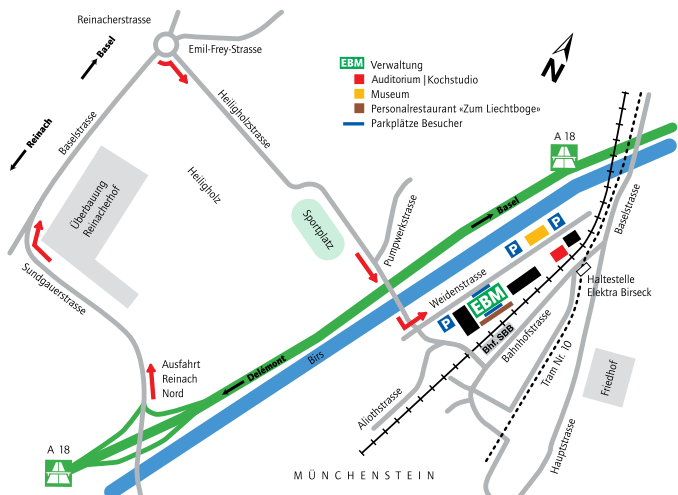 Reinacherstrasse
Emil-Frey-Strasse
Basel
Reinach
Baselstrasse
Heiligholzstrasse
Heiligholz
Überbauung
Reinacherhof
Sundgauerstrasse
Sportplatz
Pumpwerkstrasse
N
EBM Verwaltung
Auditorium | Kochstudio
Museum
Personalrestaurant «Zum Liechtboge»
Parkplätze Besucher
A 18
Basel
Baselstrasse
P
P
Weidenstrasse
EBM
P
Haltestelle
Elektra Birseck
Bhf. SBB
Bahnhofstrasse
Tram Nr. 10
Friedhof
Hauptstrasse
Aliothstrasse
Birs
Delémont
Ausfahrt
Reinach
Nord
A 18
MÜNCHENSTEIN